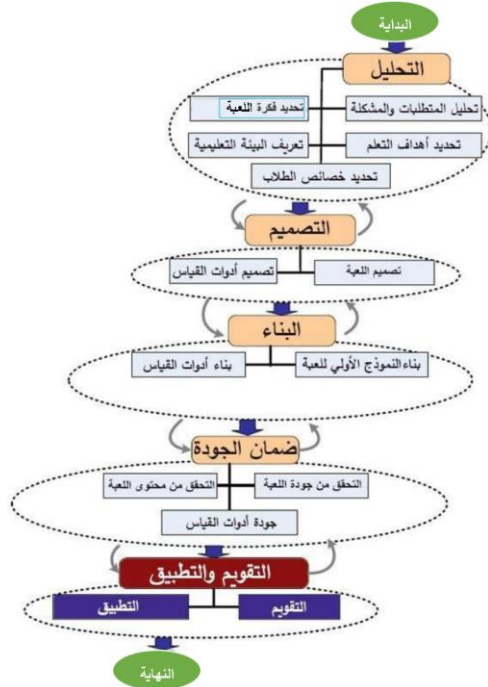 البداية
التحليل
تحليل المتطلبات والمشكلة
تحديد فكرة اللعبة
تحديد أهداف التعلم
تعريف البيئة التعليمية
تحديد خصائص الطلاب
التصميم
تصميم اللعبة
تصميم أدوات القياس
البناء
بناء النموذج الأولي للعبة
بناء أدوات القياس
ضمان الجودة
التحقق من جودة اللعبة
التحقق من محتوى اللعبة
جودة أدوات القياس
التقويم والتطبيق
التقويم
التطبيق
النهاية